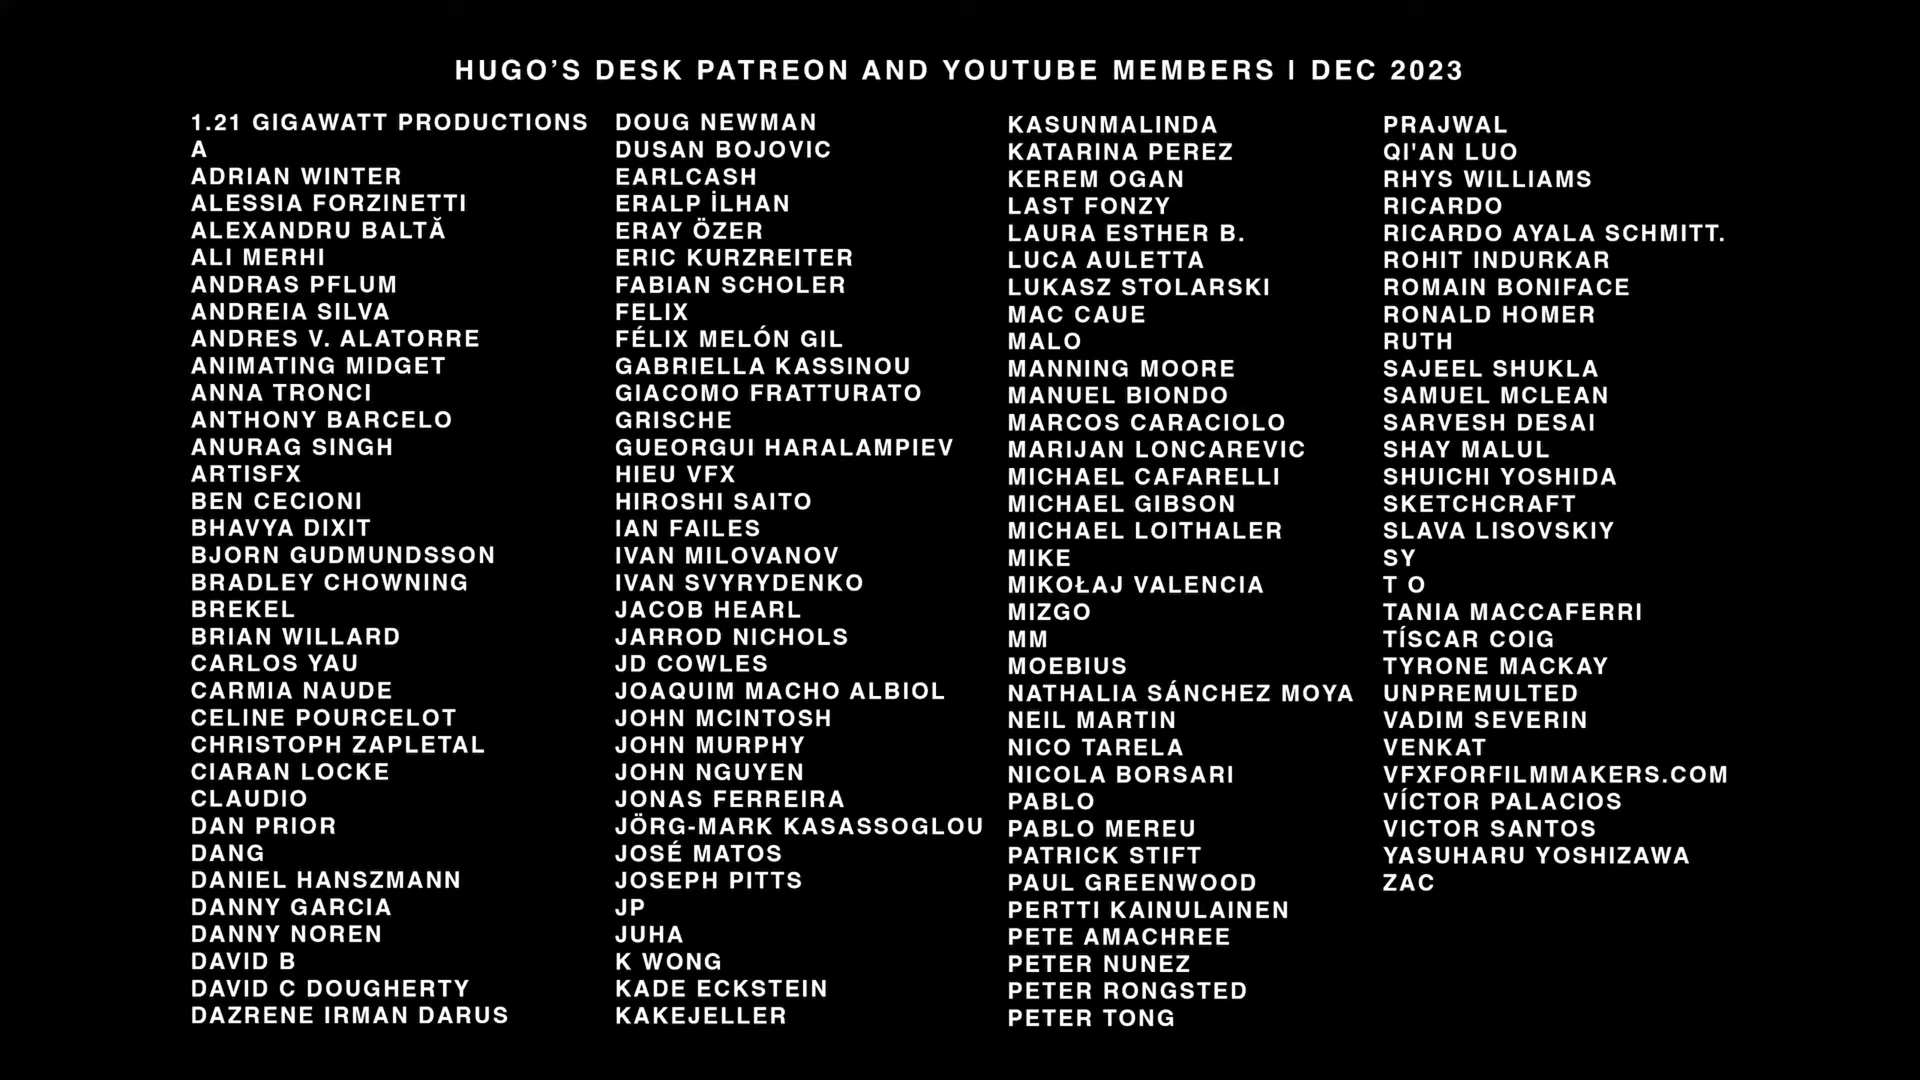 HUGO’S DESK PATREON AND YOUTUBE MEMBERS | DEC 2023
1.21 GIGAWATT PRODUCTIONS
A
ADRIAN WINTER
ALESSIA FORZINETTI
ALEXANDRU BALTĂ
ALI MERHI
ANDRAS PFLUM
ANDREIA SILVA
ANDRES V. ALATORRE
ANIMATING MIDGET
ANNA TRONCI
ANTHONY BARCELO
ANURAG SINGH
ARTISFX
BEN CECIONI
BHAVYA DIXIT
BJORN GUDMUNDSSON
BRADLEY CHOWNING
BREKEL
BRIAN WILLARD
CARLOS YAU
CARMIA NAUDE
CELINE POURCELOT
CHRISTOPH ZAPLETAL
CIARAN LOCKE
CLAUDIO
DAN PRIOR
DANG
DANIEL HANSZMANN
DANNY GARCIA
DANNY NOREN
DAVID B
DAVID C DOUGHERTY
DAZRENE IRMAN DARUS
DOUG NEWMAN
DUSAN BOJOVIC
EARLCASH
ERALP İLHAN
ERAY ÖZER
ERIC KURZREITER
FABIAN SCHOLER
FELIX
FÉLIX MELÓN GIL
GABRIELLA KASSINOU
GIACOMO FRATTURATO
GRISCHE
GUEORGUI HARALAMPIEV
HIEU VFX
HIROSHI SAITO
IAN FAILES
IVAN MILOVANOV
IVAN SVYRYDENKO
JACOB HEARL
JARROD NICHOLS
JD COWLES
JOAQUIM MACHO ALBIOL
JOHN MCINTOSH
JOHN MURPHY
JOHN NGUYEN
JONAS FERREIRA
JÖRG-MARK KASASSOGLOU
JOSÉ MATOS
JOSEPH PITTS
JP
JUHA
K WONG
KADE ECKSTEIN
KAKEJELLER
KASUNMALINDA
KATARINA PEREZ
KEREM OGAN
LAST FONZY
LAURA ESTHER B.
LUCA AULETTA
LUKASZ STOLARSKI
MAC CAUE
MALO
MANNING MOORE
MANUEL BIONDO
MARCOS CARACIOLO
MARIJAN LONCAREVIC
MICHAEL CAFARELLI
MICHAEL GIBSON
MICHAEL LOITHALER
MIKE
MIKOŁAJ VALENCIA
MIZGO
MM
MOEBIUS
NATHALIA SÁNCHEZ MOYA
NEIL MARTIN
NICO TARELA
NICOLA BORSARI
PABLO
PABLO MEREU
PATRICK STIFT
PAUL GREENWOOD
PERTTI KAINULAINEN
PETE AMACHREE
PETER NUNEZ
PETER RONGSTED
PETER TONG
PRAJWAL
QI'AN LUO
RHYS WILLIAMS
RICARDO
RICARDO AYALA SCHMITT.
ROHIT INDURKAR
ROMAIN BONIFACE
RONALD HOMER
RUTH
SAJEEL SHUKLA
SAMUEL MCLEAN
SARVESH DESAI
SHAY MALUL
SHUICHI YOSHIDA
SKETCHCRAFT
SLAVA LISOVSKIY
SY
T O
TANIA MACCAFERRI
TÍSCAR COIG
TYRONE MACKAY
UNPREMULTED
VADIM SEVERIN
VENKAT
VFXFORFILMMAKERS.COM
VÍCTOR PALACIOS
VICTOR SANTOS
YASUHARU YOSHIZAWA
ZAC